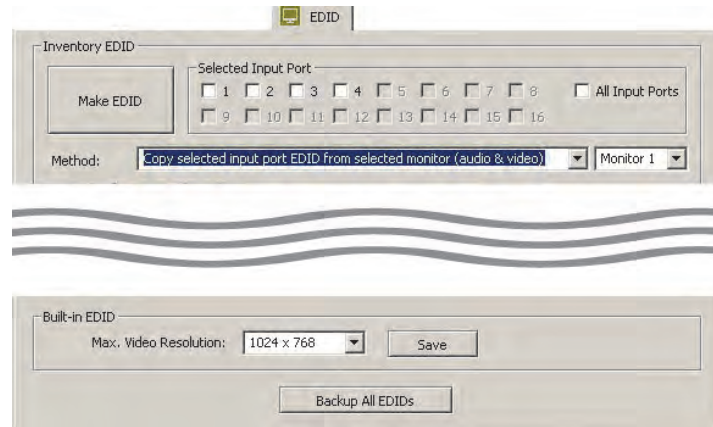 EDID
Inventory EDID
Make EDID
Selected Input Port
1 2 3 4 5 6 7 8 All Input Ports
9 10 11 12 13 14 15 16
Method: Copy selected input port EDID from selected monitor (audio & video) Monitor 1
Built-in EDID
Max. Video Resolution: 1024 x 768 Save
Backup All EDIDs